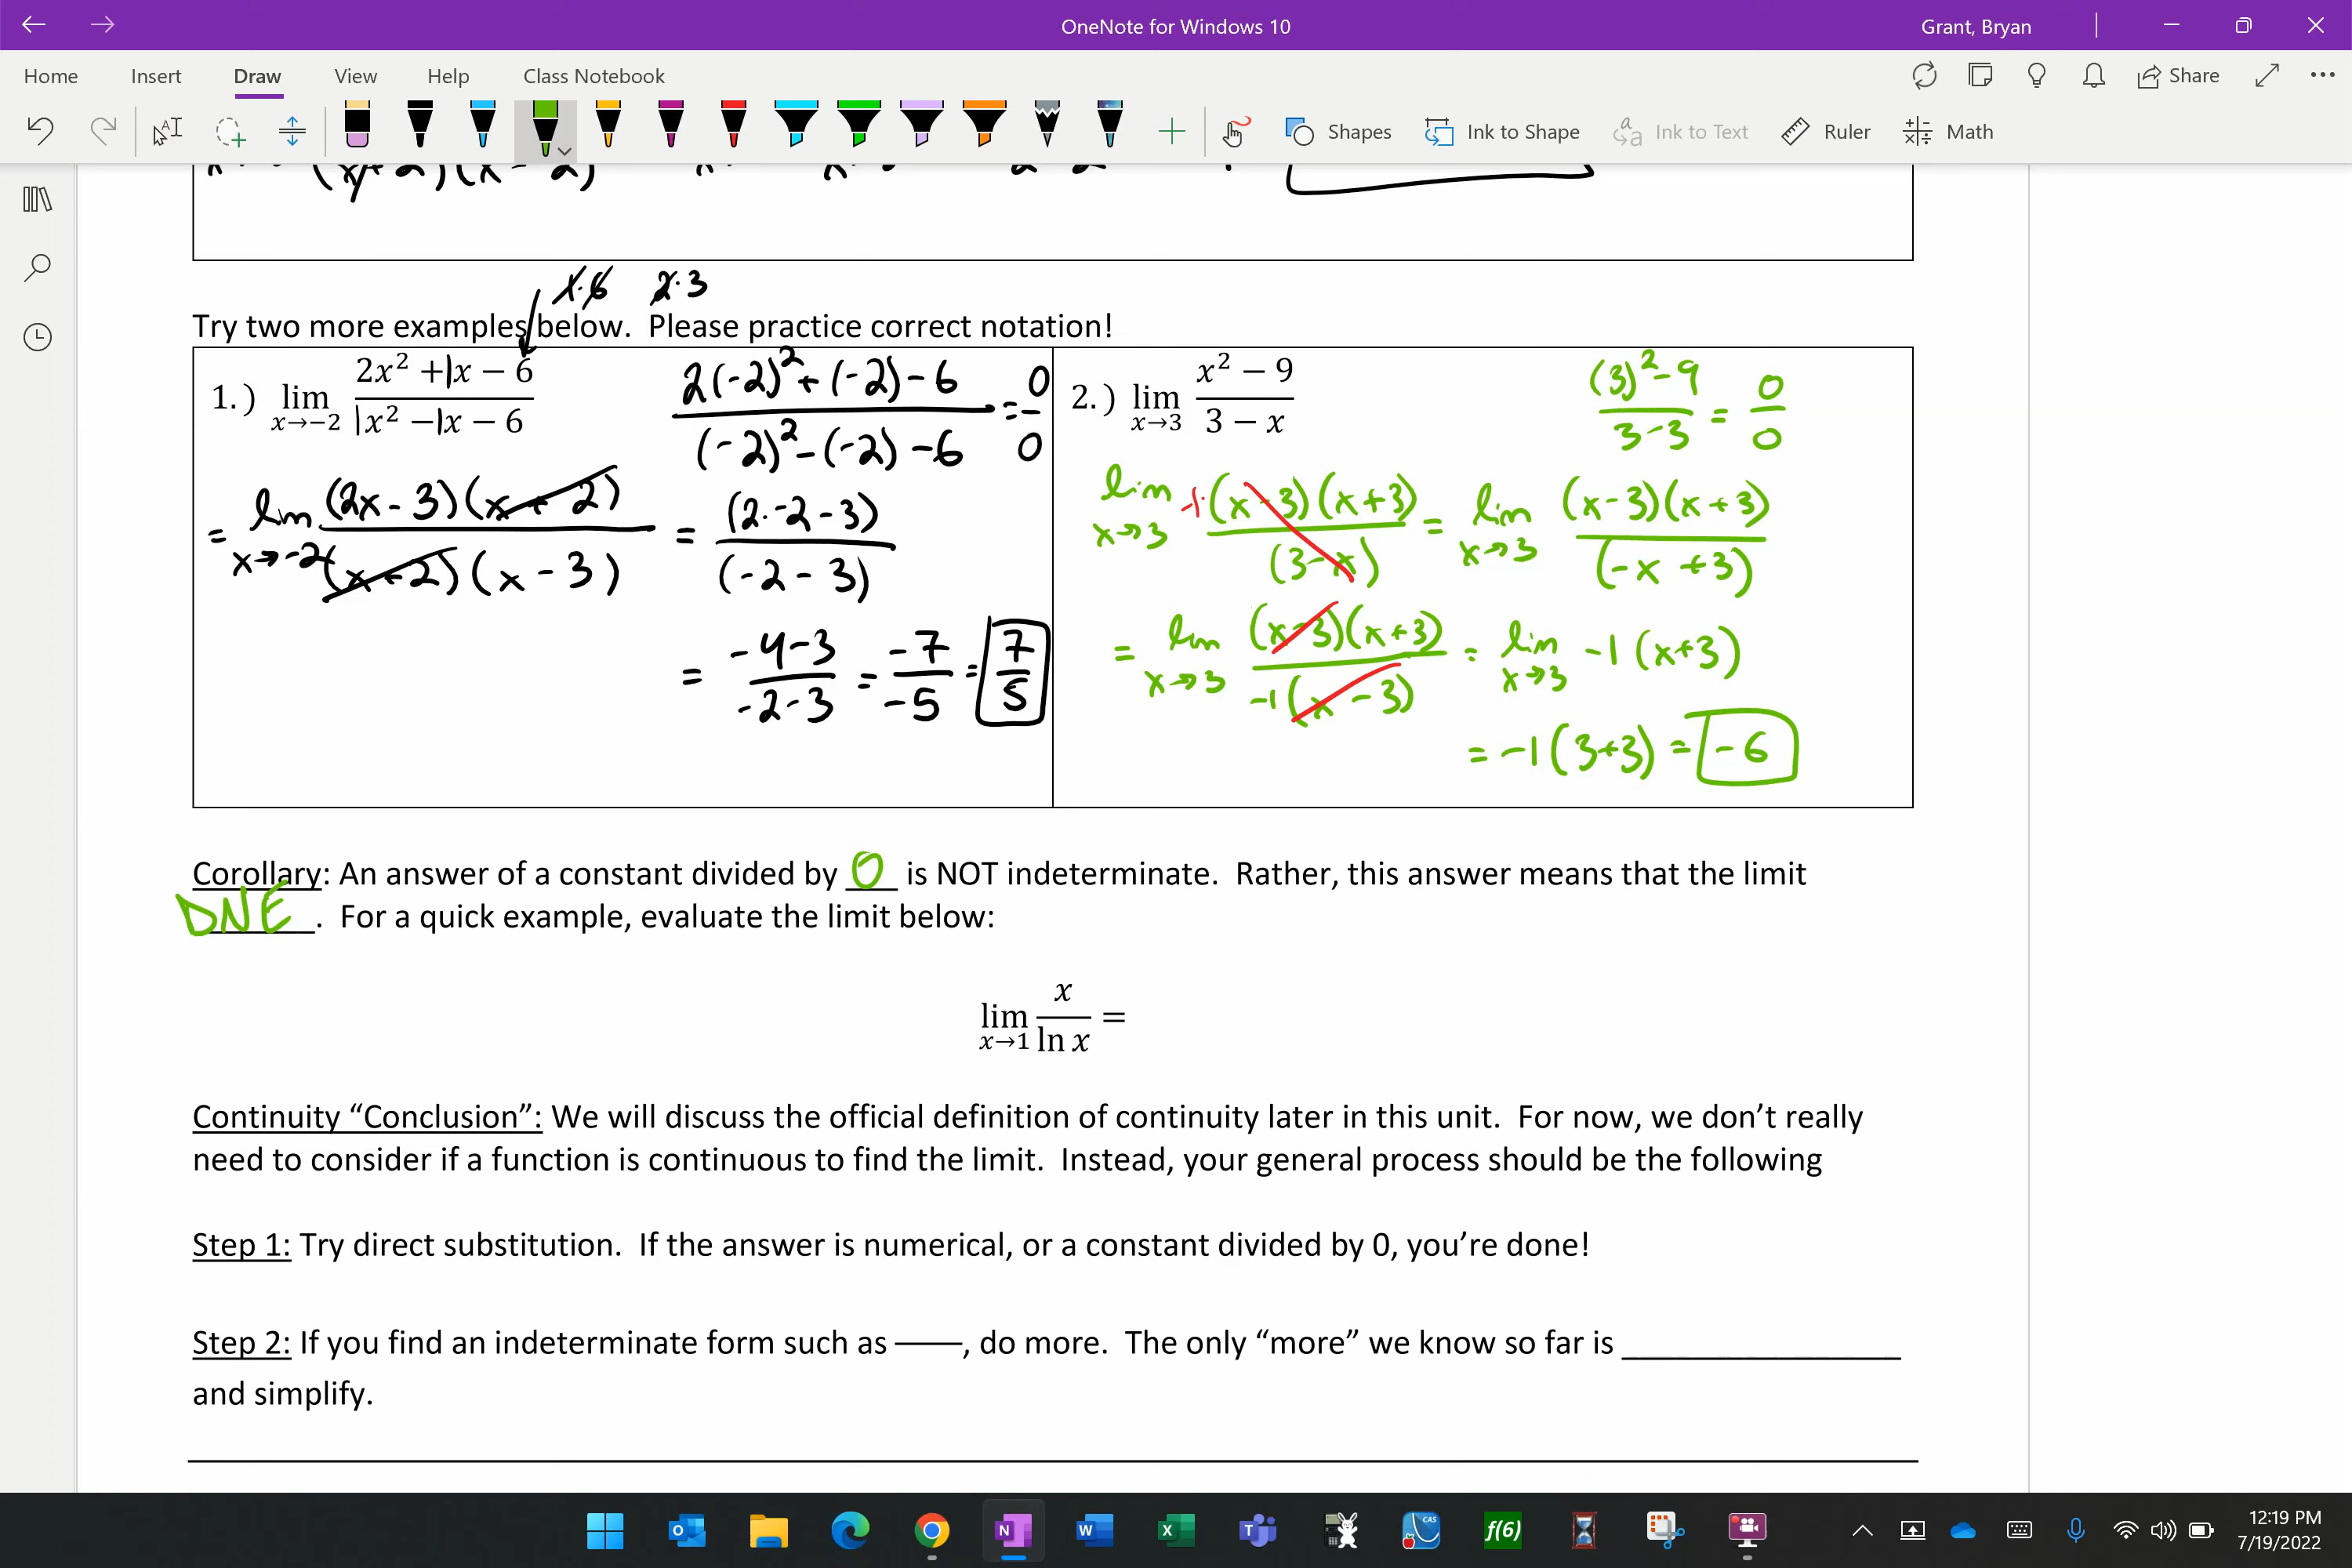 OneNote for Windows 10
Grant, Bryan
Home Insert Draw View Help Class Notebook
Share
Shapes Ink to Shape Ink to Text Ruler Math
1·6 2·3
Try two more examples below. Please practice correct notation!
1.) lim x→−2 (2x² + 1x − 6)/(1x² − 1x − 6)
(2(-2)² + (-2) - 6)/((-2)² - (-2) - 6) = 0/0
= lim x→-2 ((2x - 3)(x + 2))/((x + 2)(x - 3)) = (2·-2 - 3)/(-2 - 3)
= (-4 - 3)/(-2 - 3) = -7/-5 = 7/5
2.) lim x→3 (x² − 9)/(3 − x)
((3)² - 9)/(3 - 3) = 0/0
lim x→3 -1·(x - 3)(x + 3)/(3 - x) = lim x→3 (x - 3)(x + 3)/(-x + 3)
= lim x→3 (x - 3)(x + 3)/-1(x - 3) = lim x→3 -1(x + 3)
= -1(3 + 3) = -6
Corollary: An answer of a constant divided by 0 is NOT indeterminate. Rather, this answer means that the limit
DNE. For a quick example, evaluate the limit below:
lim x→1 x/ln x =
Continuity “Conclusion”: We will discuss the official definition of continuity later in this unit. For now, we don’t really
need to consider if a function is continuous to find the limit. Instead, your general process should be the following
Step 1: Try direct substitution. If the answer is numerical, or a constant divided by 0, you’re done!
Step 2: If you find an indeterminate form such as ——, do more. The only “more” we know so far is ________________
and simplify.
CAS
f(6)
12:19 PM
7/19/2022